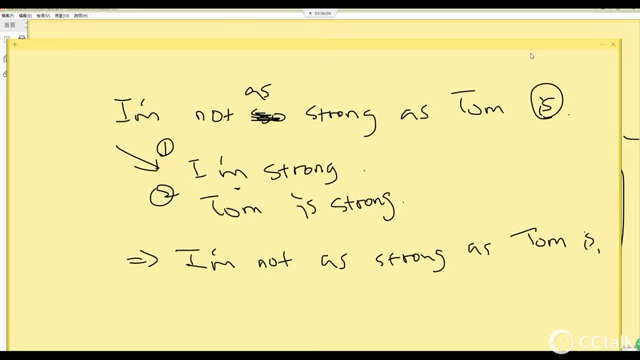 as
I'm not strong as Tom is.
① I'm strong.
② Tom is strong.
⇒ I'm not as strong as Tom is.
CCtalk